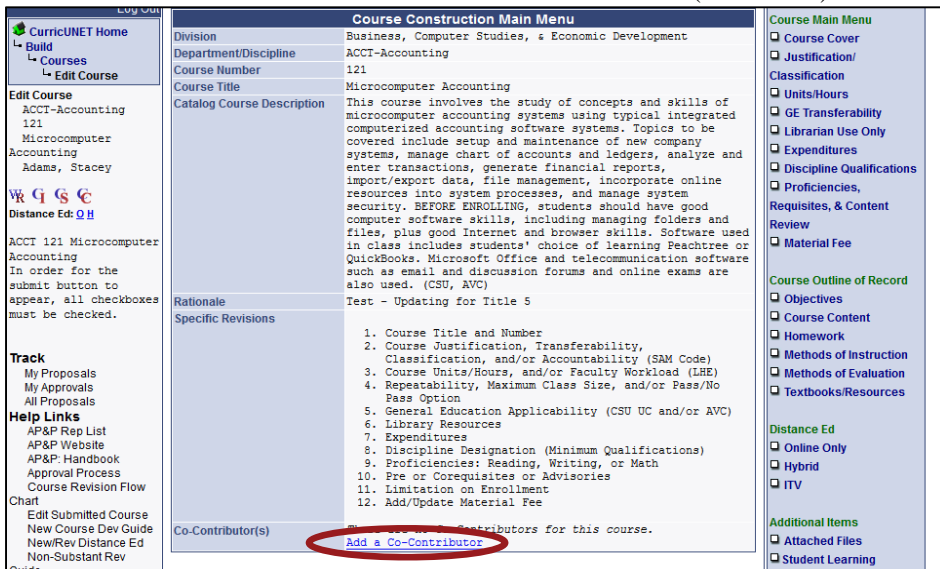 Log Out
CurricUNET Home
Build
Courses
Edit Course
Edit Course
ACCT-Accounting
121
Microcomputer
Accounting
Adams, Stacey
WR CI CS CC
Distance Ed: O H
ACCT 121 Microcomputer
Accounting
In order for the
submit button to
appear, all checkboxes
must be checked.
Track
My Proposals
My Approvals
All Proposals
Help Links
AP&P Rep List
AP&P Website
AP&P: Handbook
Approval Process
Course Revision Flow
Chart
Edit Submitted Course
New Course Dev Guide
New/Rev Distance Ed
Non-Substant Rev
Guide
Course Construction Main Menu
Division Business, Computer Studies, & Economic Development
Department/Discipline ACCT-Accounting
Course Number 121
Course Title Microcomputer Accounting
Catalog Course Description This course involves the study of concepts and skills of
microcomputer accounting systems using typical integrated
computerized accounting software systems. Topics to be
covered include setup and maintenance of new company
systems, manage chart of accounts and ledgers, analyze and
enter transactions, generate financial reports,
import/export data, file management, incorporate online
resources into system processes, and manage system
security. BEFORE ENROLLING, students should have good
computer software skills, including managing folders and
files, plus good Internet and browser skills. Software used
in class includes students' choice of learning Peachtree or
QuickBooks. Microsoft Office and telecommunication software
such as email and discussion forums and online exams are
also used. (CSU, AVC)
Rationale Test - Updating for Title 5
Specific Revisions
1. Course Title and Number
2. Course Justification, Transferability,
Classification, and/or Accountability (SAM Code)
3. Course Units/Hours, and/or Faculty Workload (LHE)
4. Repeatability, Maximum Class Size, and/or Pass/No
Pass Option
5. General Education Applicability (CSU UC and/or AVC)
6. Library Resources
7. Expenditures
8. Discipline Designation (Minimum Qualifications)
9. Proficiencies: Reading, Writing, or Math
10. Pre or Corequisites or Advisories
11. Limitation on Enrollment
12. Add/Update Material Fee
Co-Contributor(s) Co-Contributors for this course.
Add a Co-Contributor
Course Main Menu
Course Cover
Justification/
Classification
Units/Hours
GE Transferability
Librarian Use Only
Expenditures
Discipline Qualifications
Proficiencies,
Requisites, & Content
Review
Material Fee
Course Outline of Record
Objectives
Course Content
Homework
Methods of Instruction
Methods of Evaluation
Textbooks/Resources
Distance Ed
Online Only
Hybrid
ITV
Additional Items
Attached Files
Student Learning